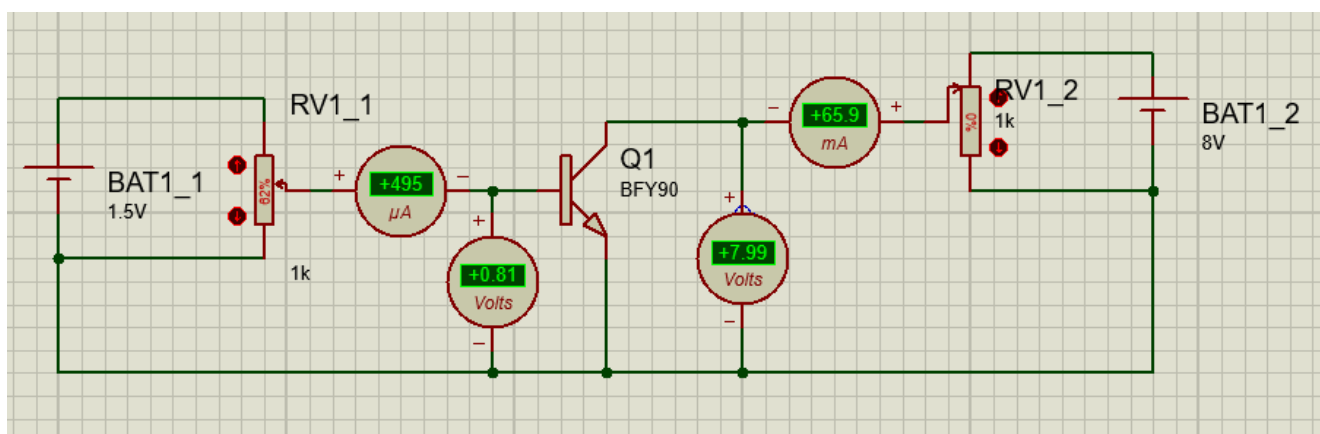 RV1_1
BAT1_1
1.5V
62%
+
+495
µA
−
1k
+
+0.81
Volts
−
Q1
BFY90
+
+7.99
Volts
−
−
+65.9
mA
+
RV1_2
1k
0%
BAT1_2
8V